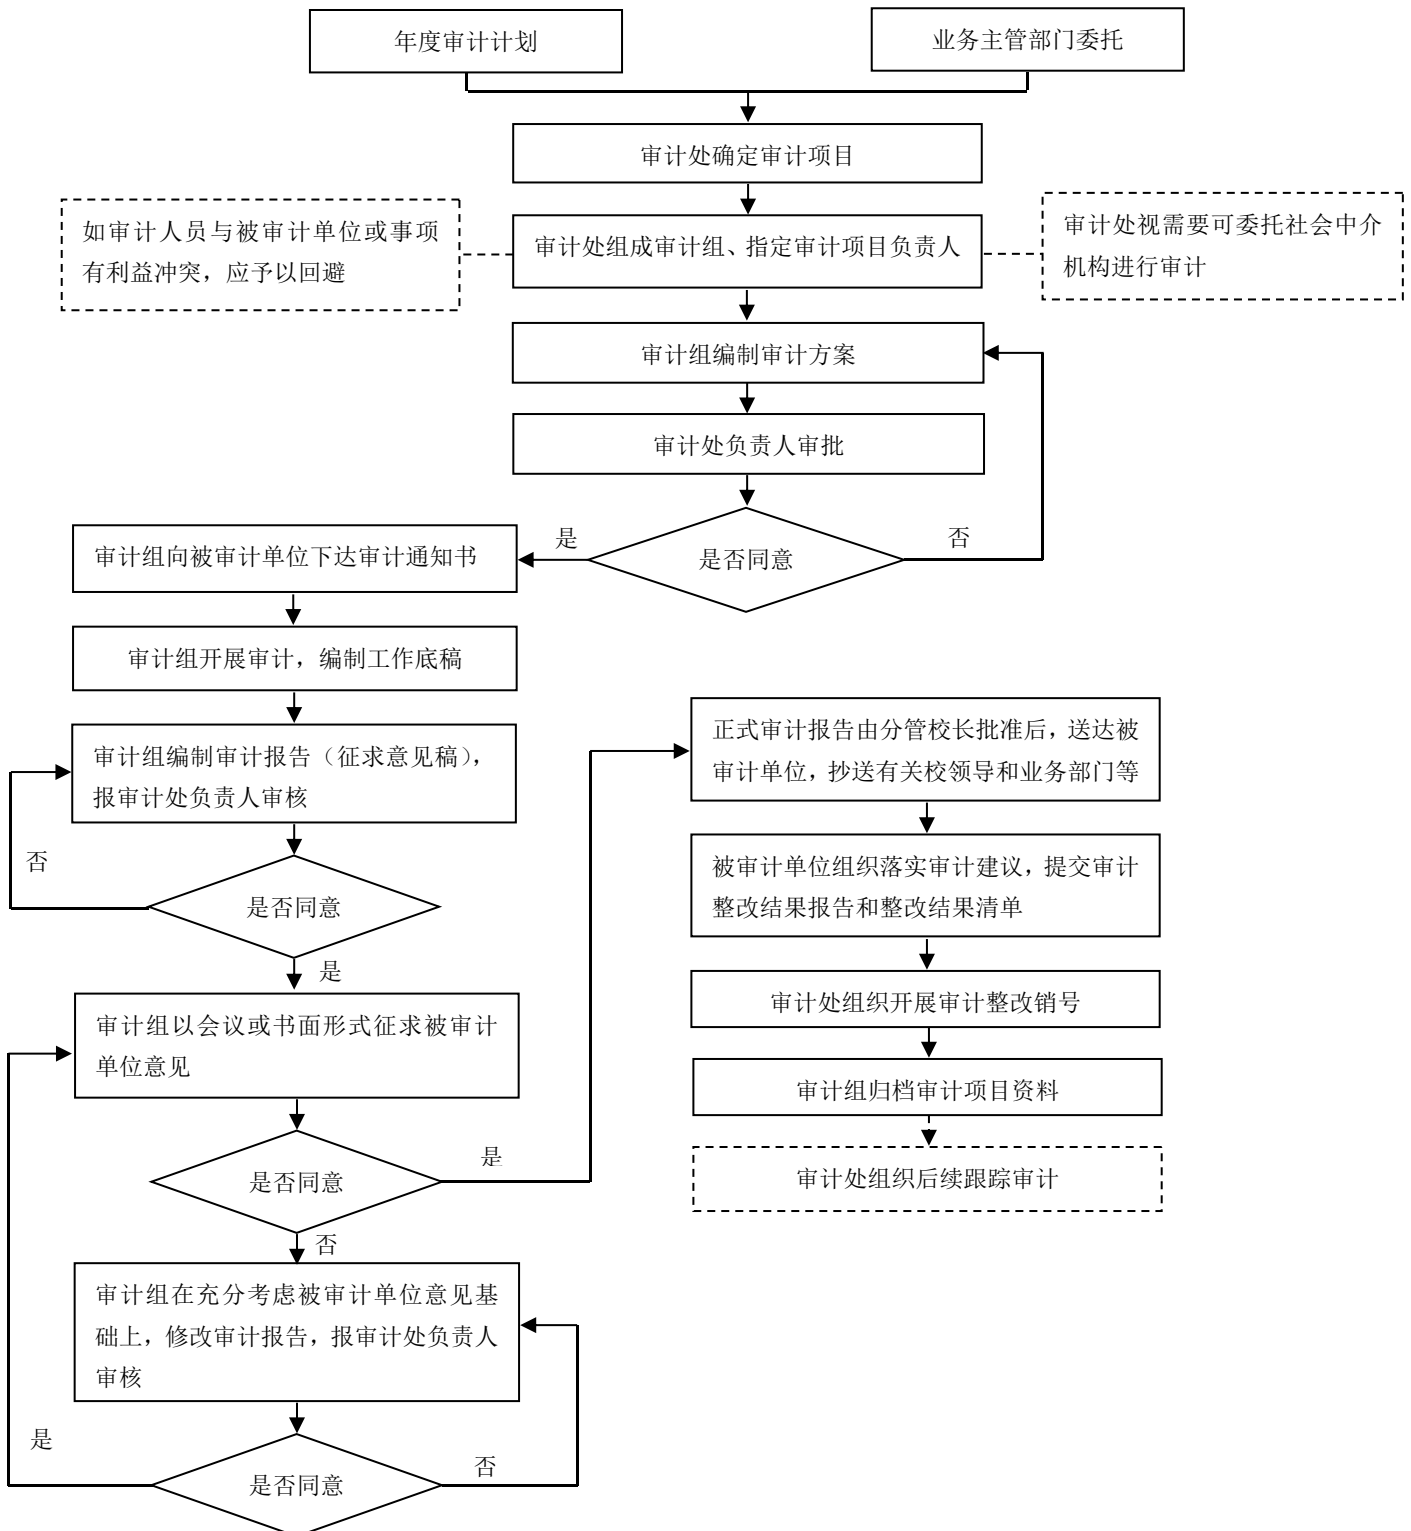 年度审计计划
业务主管部门委托
审计处确定审计项目
如审计人员与被审计单位或事项
有利益冲突，应予以回避
审计处组成审计组、指定审计项目负责人
审计处视需要可委托社会中介
机构进行审计
审计组编制审计方案
审计处负责人审批
是否同意
是
否
审计组向被审计单位下达审计通知书
审计组开展审计，编制工作底稿
审计组编制审计报告（征求意见稿），
报审计处负责人审核
否
是否同意
是
审计组以会议或书面形式征求被审计
单位意见
是否同意
是
否
审计组在充分考虑被审计单位意见基
础上，修改审计报告，报审计处负责人
审核
是
是否同意
否
正式审计报告由分管校长批准后，送达被
审计单位，抄送有关校领导和业务部门等
被审计单位组织落实审计建议，提交审计
整改结果报告和整改结果清单
审计处组织开展审计整改销号
审计组归档审计项目资料
审计处组织后续跟踪审计